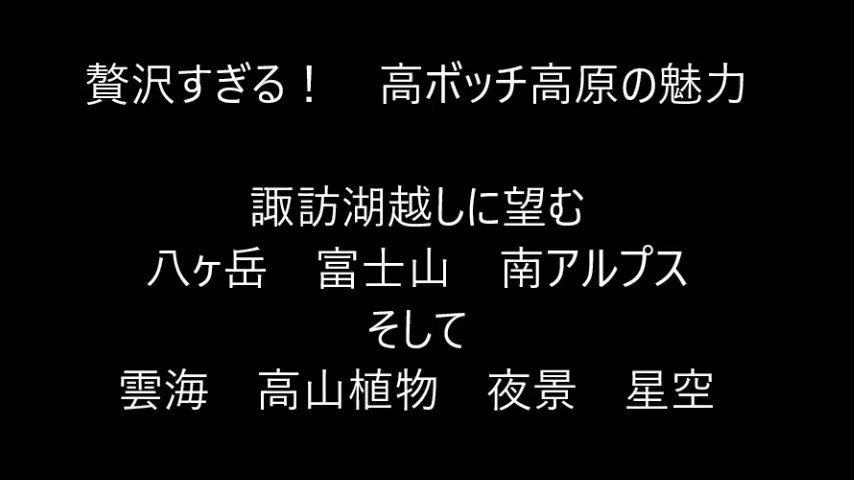 贅沢すぎる！　高ボッチ高原の魅力
諏訪湖越しに望む
八ヶ岳　富士山　南アルプス
そして
雲海　高山植物　夜景　星空